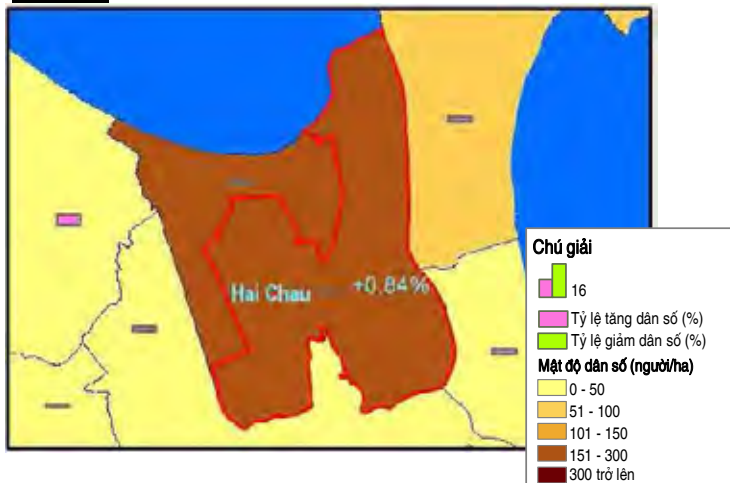 Hai Chau +0,84%
Chú giải
16
Tỷ lệ tăng dân số (%)
Tỷ lệ giảm dân số (%)
Mật độ dân số (người/ha)
0 - 50
51 - 100
101 - 150
151 - 300
300 trở lên